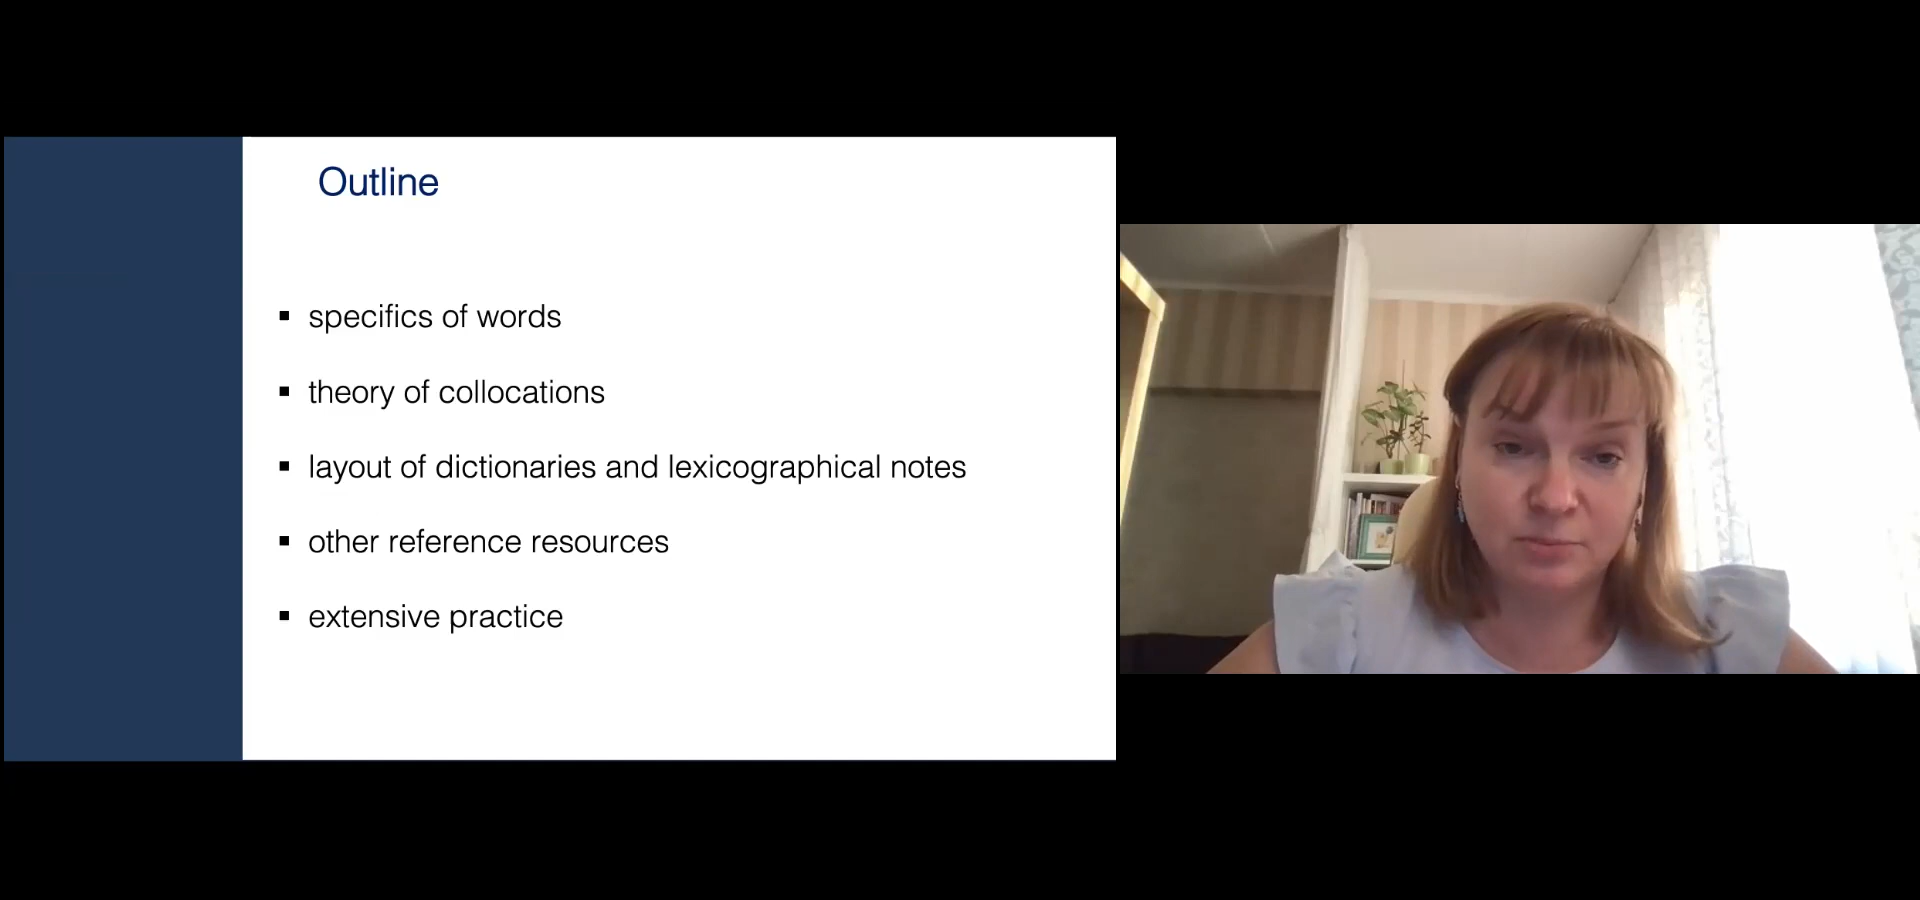 Outline
specifics of words
theory of collocations
layout of dictionaries and lexicographical notes
other reference resources
extensive practice